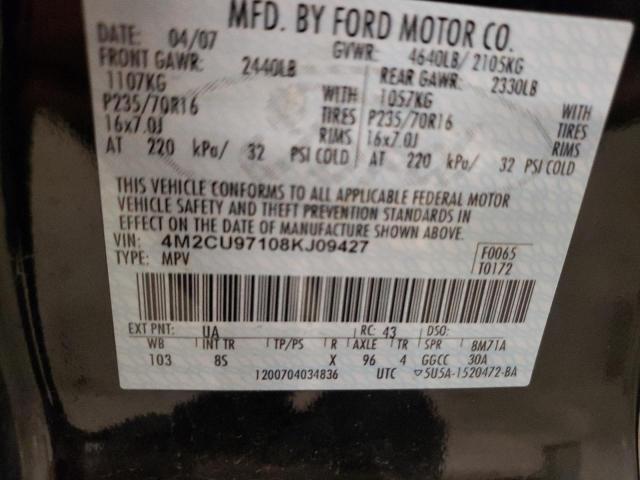 MFD. BY FORD MOTOR CO.
DATE: 04/07 GVWR: 4640LB/ 2105KG
FRONT GAWR: 2440LB REAR GAWR: 2330LB
1107KG WITH 1057KG WITH
P235/70R16 TIRES P235/70R16 TIRES
16x7.0J RIMS 16x7.0J RIMS
AT 220 kPa/ 32 PSI COLD AT 220 kPa/ 32 PSI COLD
THIS VEHICLE CONFORMS TO ALL APPLICABLE FEDERAL MOTOR
VEHICLE SAFETY AND THEFT PREVENTION STANDARDS IN
EFFECT ON THE DATE OF MANUFACTURE SHOWN ABOVE.
VIN: 4M2CU97108KJ09427 F0065
TYPE: MPV T0172
EXT PNT: UA RC: 43 DSO:
WB INT TR TP/PS R AXLE TR SPR 8M71A
103 8S X 96 4 GGCC 30A
1200704034836 UTC ▽5U5A-1520472-BA